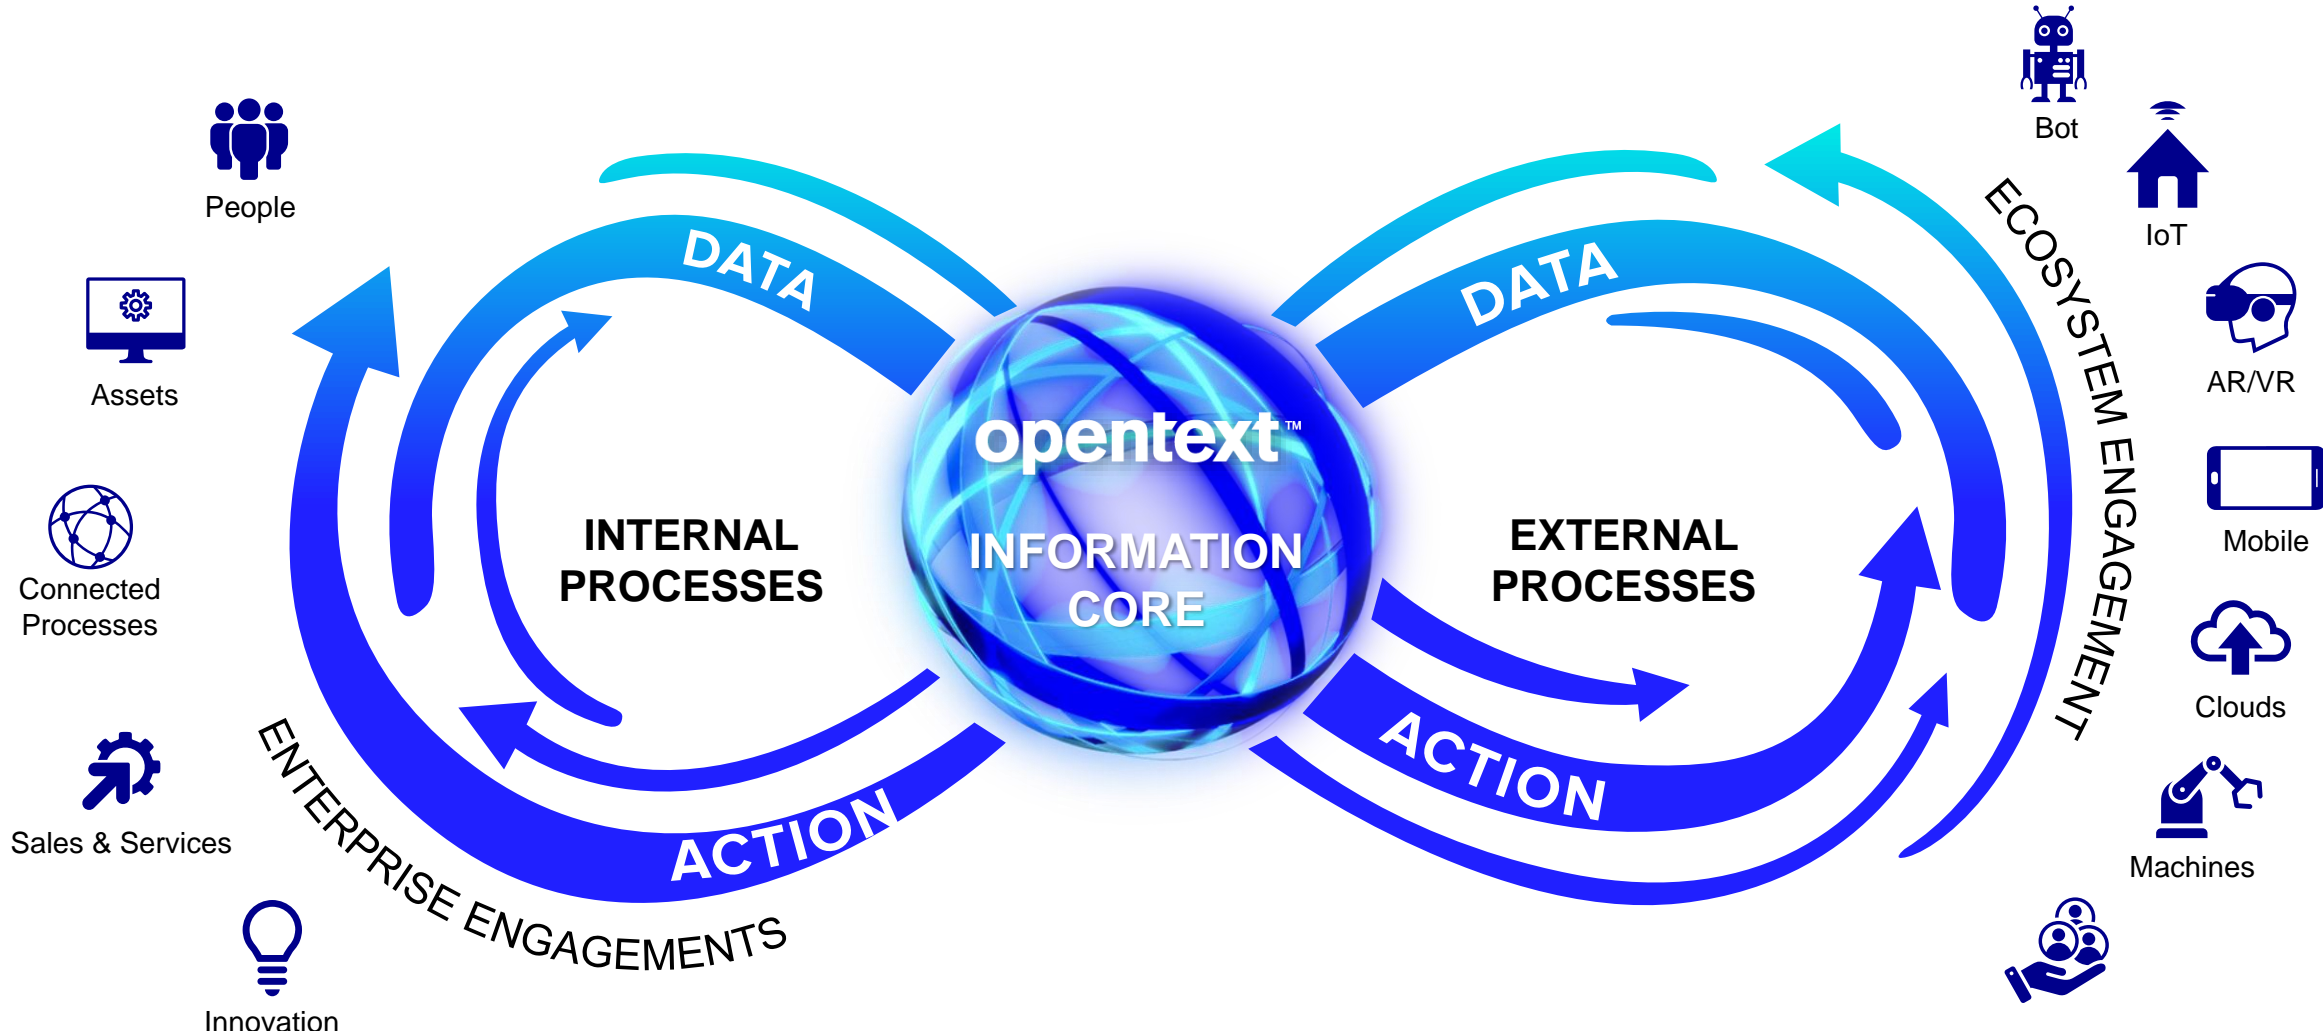 People
Assets
Connected
Processes
Sales & Services
Innovation
ENTERPRISE ENGAGEMENTS
DATA
INTERNAL
PROCESSES
ACTION
opentext™
INFORMATION
CORE
DATA
EXTERNAL
PROCESSES
ACTION
ECOSYSTEM ENGAGEMENT
Bot
IoT
AR/VR
Mobile
Clouds
Machines